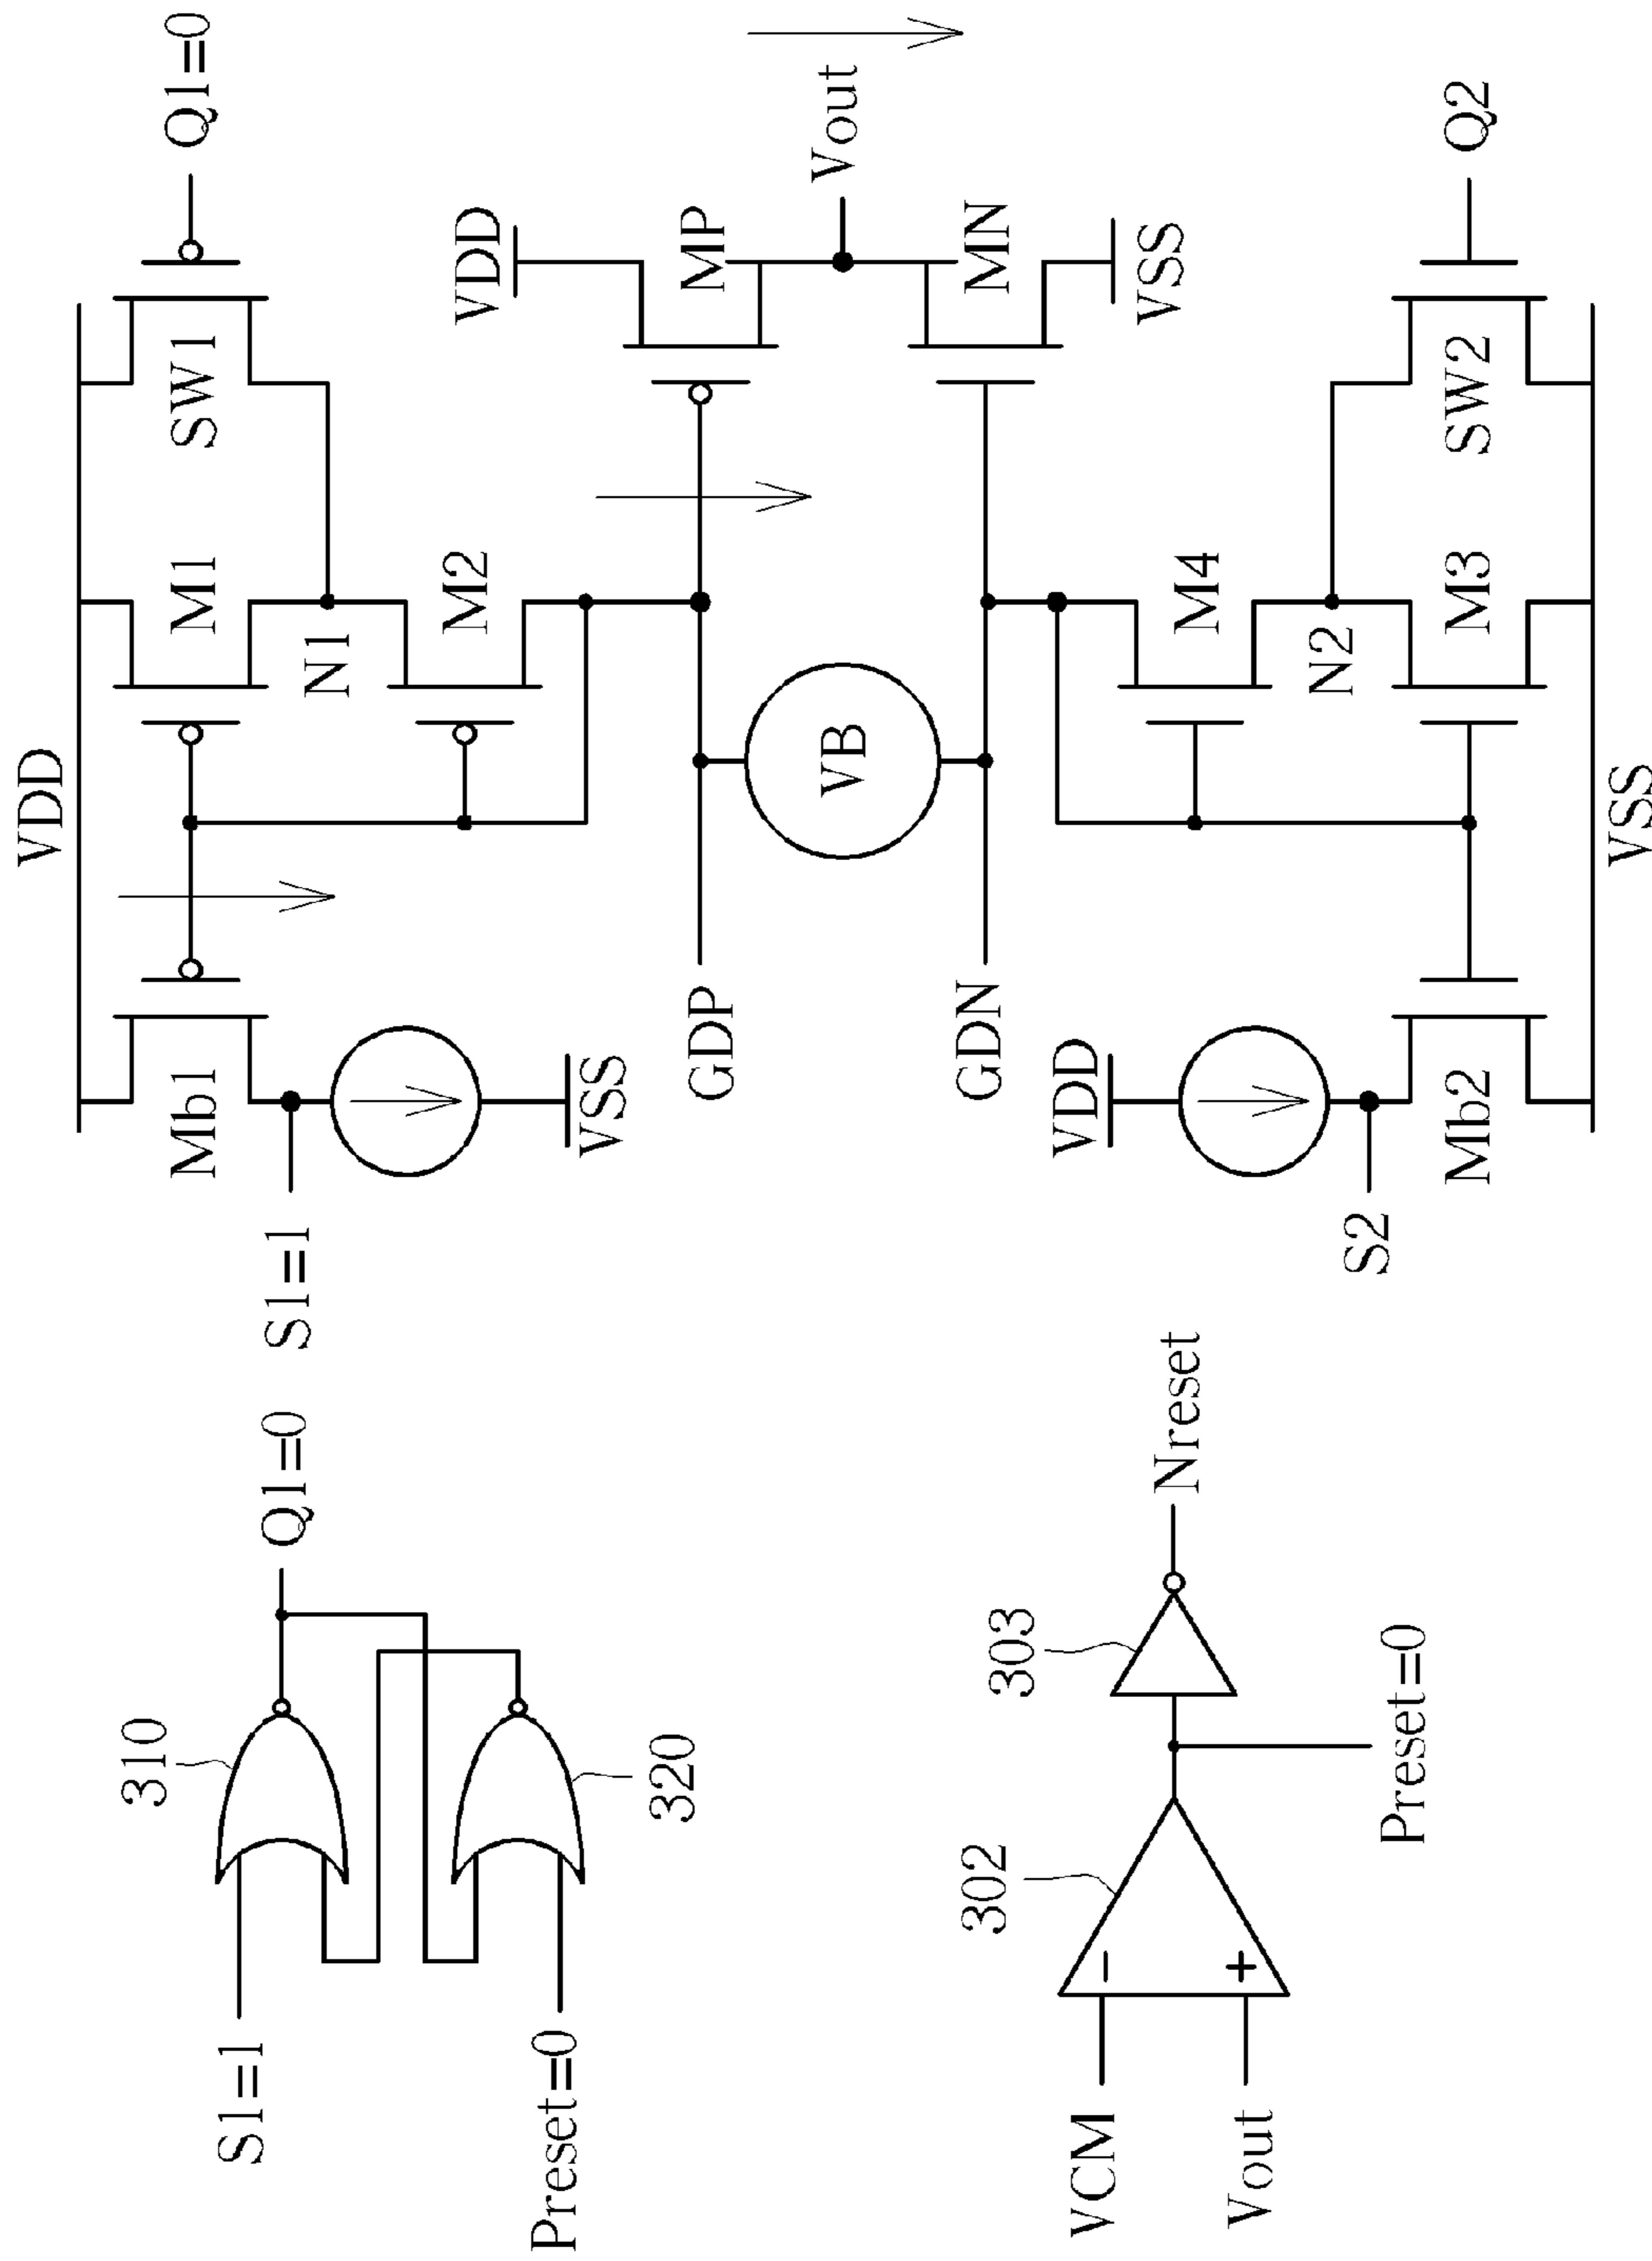 VDD
Mb1
M1
SW1
Q1=0
N1
M2
S1=1
VSS
VDD
GDP
MP
VB
Vout
GDN
MN
VSS
VDD
M4
N2
S2
Mb2
M3
SW2
Q2
VSS
310
S1=1
Q1=0
Preset=0
320
302
303
VCM
Vout
Nreset
Preset=0